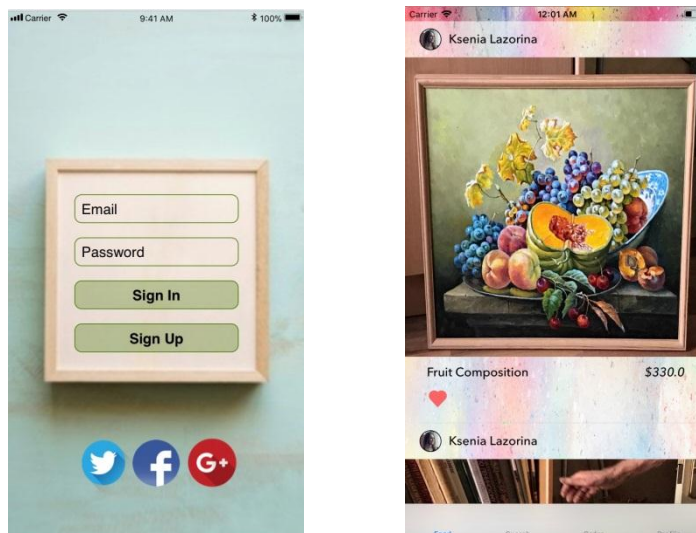 Carrier 9:41 AM 100%
Email
Password
Sign In
Sign Up
G+
Carrier 12:01 AM
Ksenia Lazorina
Fruit Composition $330.0
Ksenia Lazorina